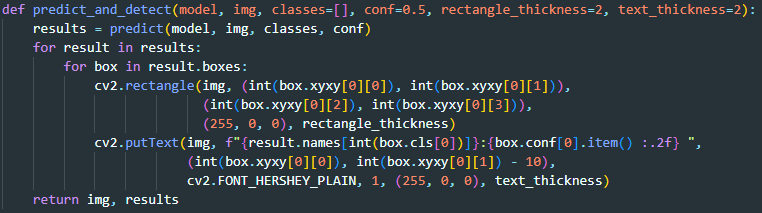 def predict_and_detect(model, img, classes=[], conf=0.5, rectangle_thickness=2, text_thickness=2):
    results = predict(model, img, classes, conf)
    for result in results:
        for box in result.boxes:
            cv2.rectangle(img, (int(box.xyxy[0][0]), int(box.xyxy[0][1])),
                          (int(box.xyxy[0][2]), int(box.xyxy[0][3])),
                          (255, 0, 0), rectangle_thickness)
            cv2.putText(img, f"{result.names[int(box.cls[0])]}:{box.conf[0].item() :.2f} ",
                        (int(box.xyxy[0][0]), int(box.xyxy[0][1]) - 10),
                        cv2.FONT_HERSHEY_PLAIN, 1, (255, 0, 0), text_thickness)
    return img, results